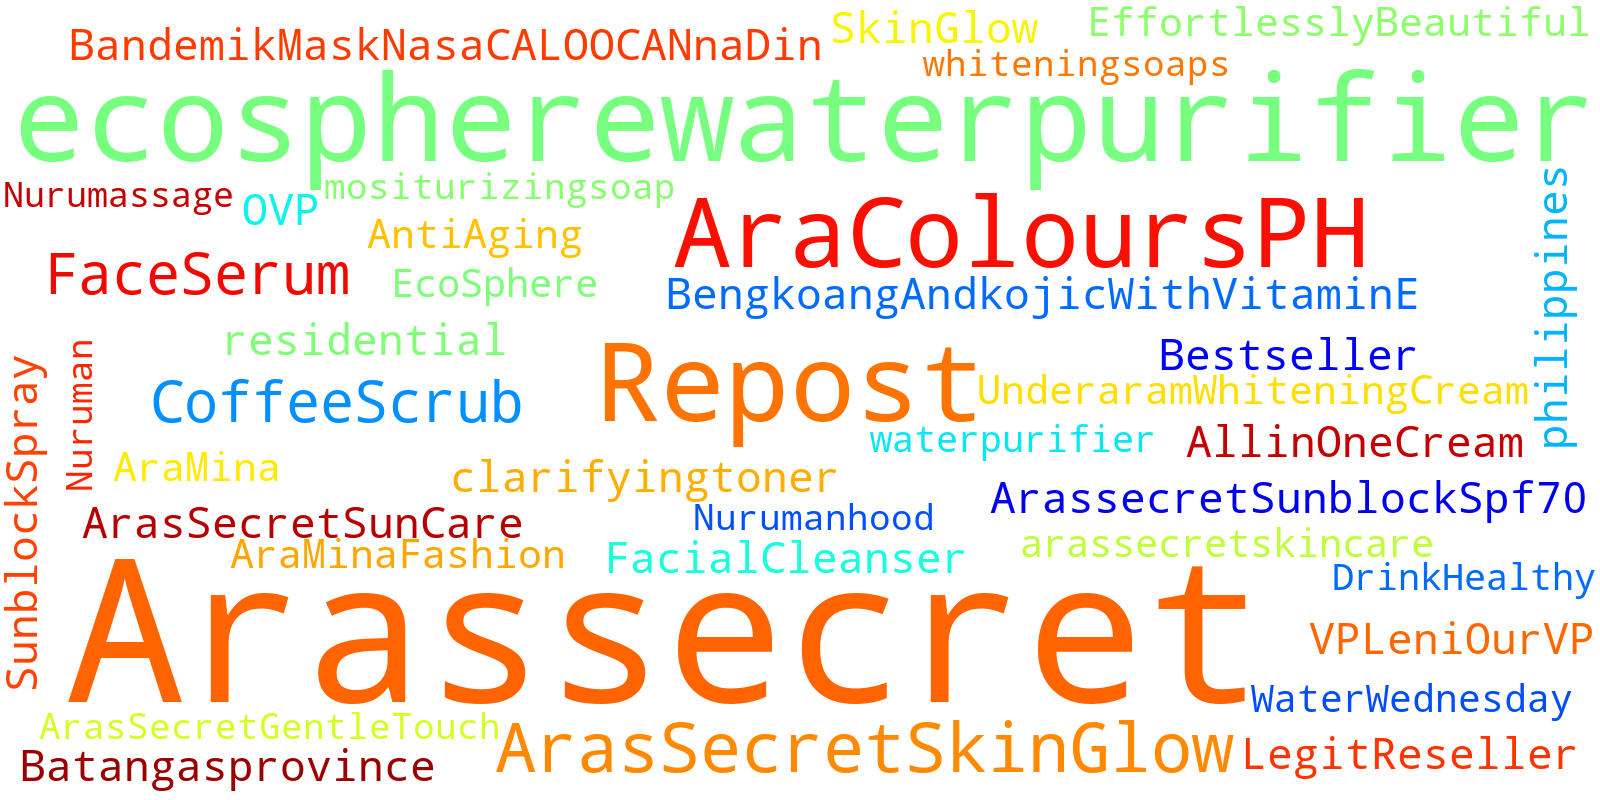 SkinGlow
EffortlesslyBeautiful
BandemikMaskNasaCALOOCANnaDin
whiteningsoaps
ecospherewaterpurifier
Nurumassage
OVP
mositurizingsoap
AraColoursPH
philippines
AntiAging
FaceSerum
EcoSphere
BengkoangAndkojicWithVitaminE
residential
Repost
Bestseller
SunblockSpray
Nuruman
CoffeeScrub
UnderaramWhiteningCream
waterpurifier
AllinOneCream
AraMina
clarifyingtoner
ArassecretSunblockSpf70
ArasSecretSunCare
Nurumanhood
AraMinaFashion
FacialCleanser
arassecretskincare
DrinkHealthy
Arassecret
VPLeniOurVP
WaterWednesday
ArasSecretGentleTouch
ArasSecretSkinGlow
LegitReseller
Batangasprovince